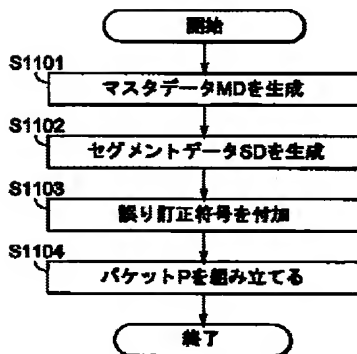 開始
S1101
マスタデータMDを生成
S1102
セグメントデータSDを生成
S1103
誤り訂正符号を付加
S1104
パケットPを組み立てる
終了